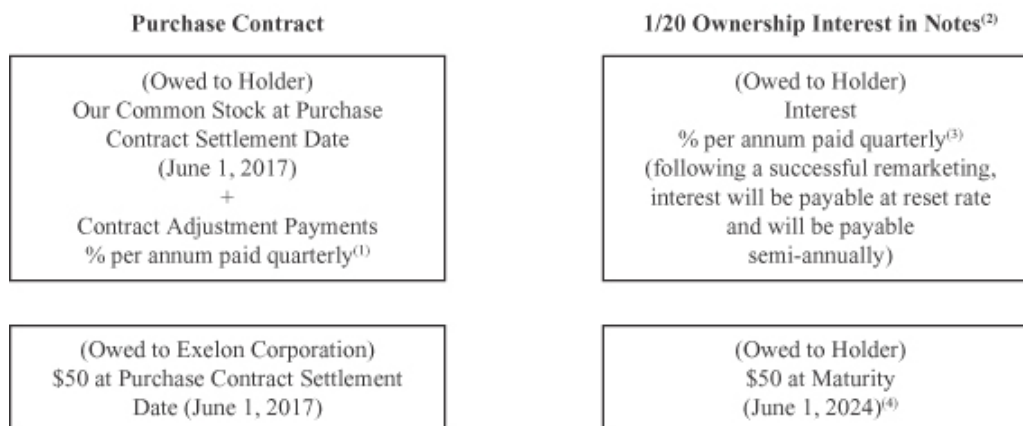 Purchase Contract
(Owed to Holder)
Our Common Stock at Purchase
Contract Settlement Date
(June 1, 2017)
+
Contract Adjustment Payments
% per annum paid quarterly(1)
(Owed to Exelon Corporation)
$50 at Purchase Contract Settlement
Date (June 1, 2017)
1/20 Ownership Interest in Notes(2)
(Owed to Holder)
Interest
% per annum paid quarterly(3)
(following a successful remarketing,
interest will be payable at reset rate
and will be payable
semi-annually)
(Owed to Holder)
$50 at Maturity
(June 1, 2024)(4)